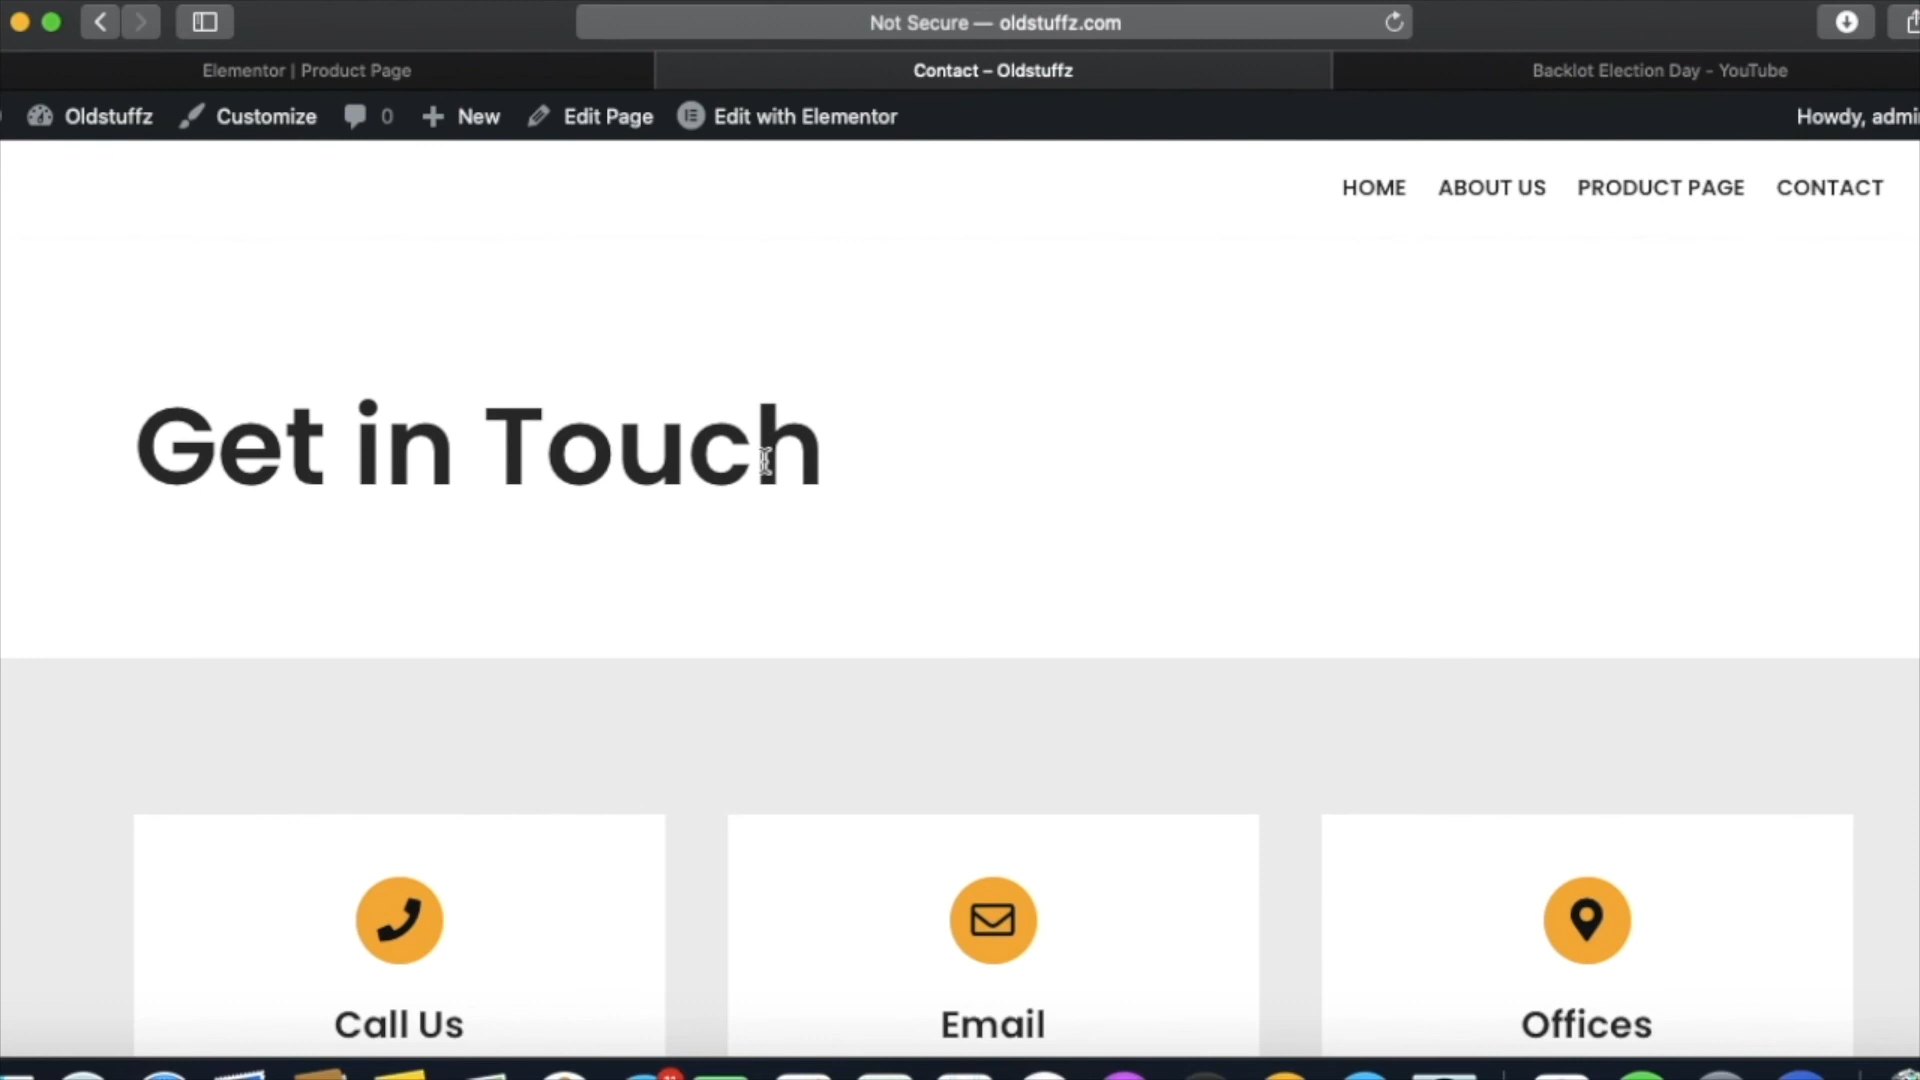 Not Secure — oldstuffz.com
Elementor | Product Page
Contact – Oldstuffz
Backlot Election Day - YouTube
Oldstuffz Customize 0 New Edit Page Edit with Elementor
Howdy,
HOME ABOUT US PRODUCT PAGE CONTACT
Get in Touch
Call Us
Email
Offices